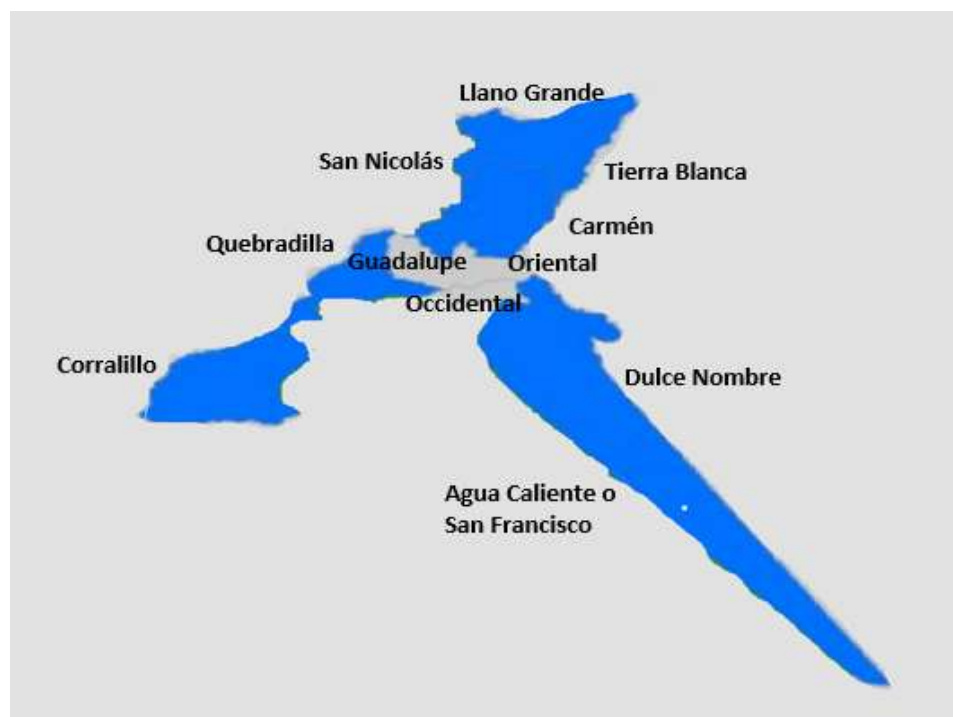 Llano Grande
San Nicolás
Tierra Blanca
Carmén
Quebradilla
Guadalupe
Oriental
Occidental
Corralillo
Dulce Nombre
Agua Caliente o
San Francisco